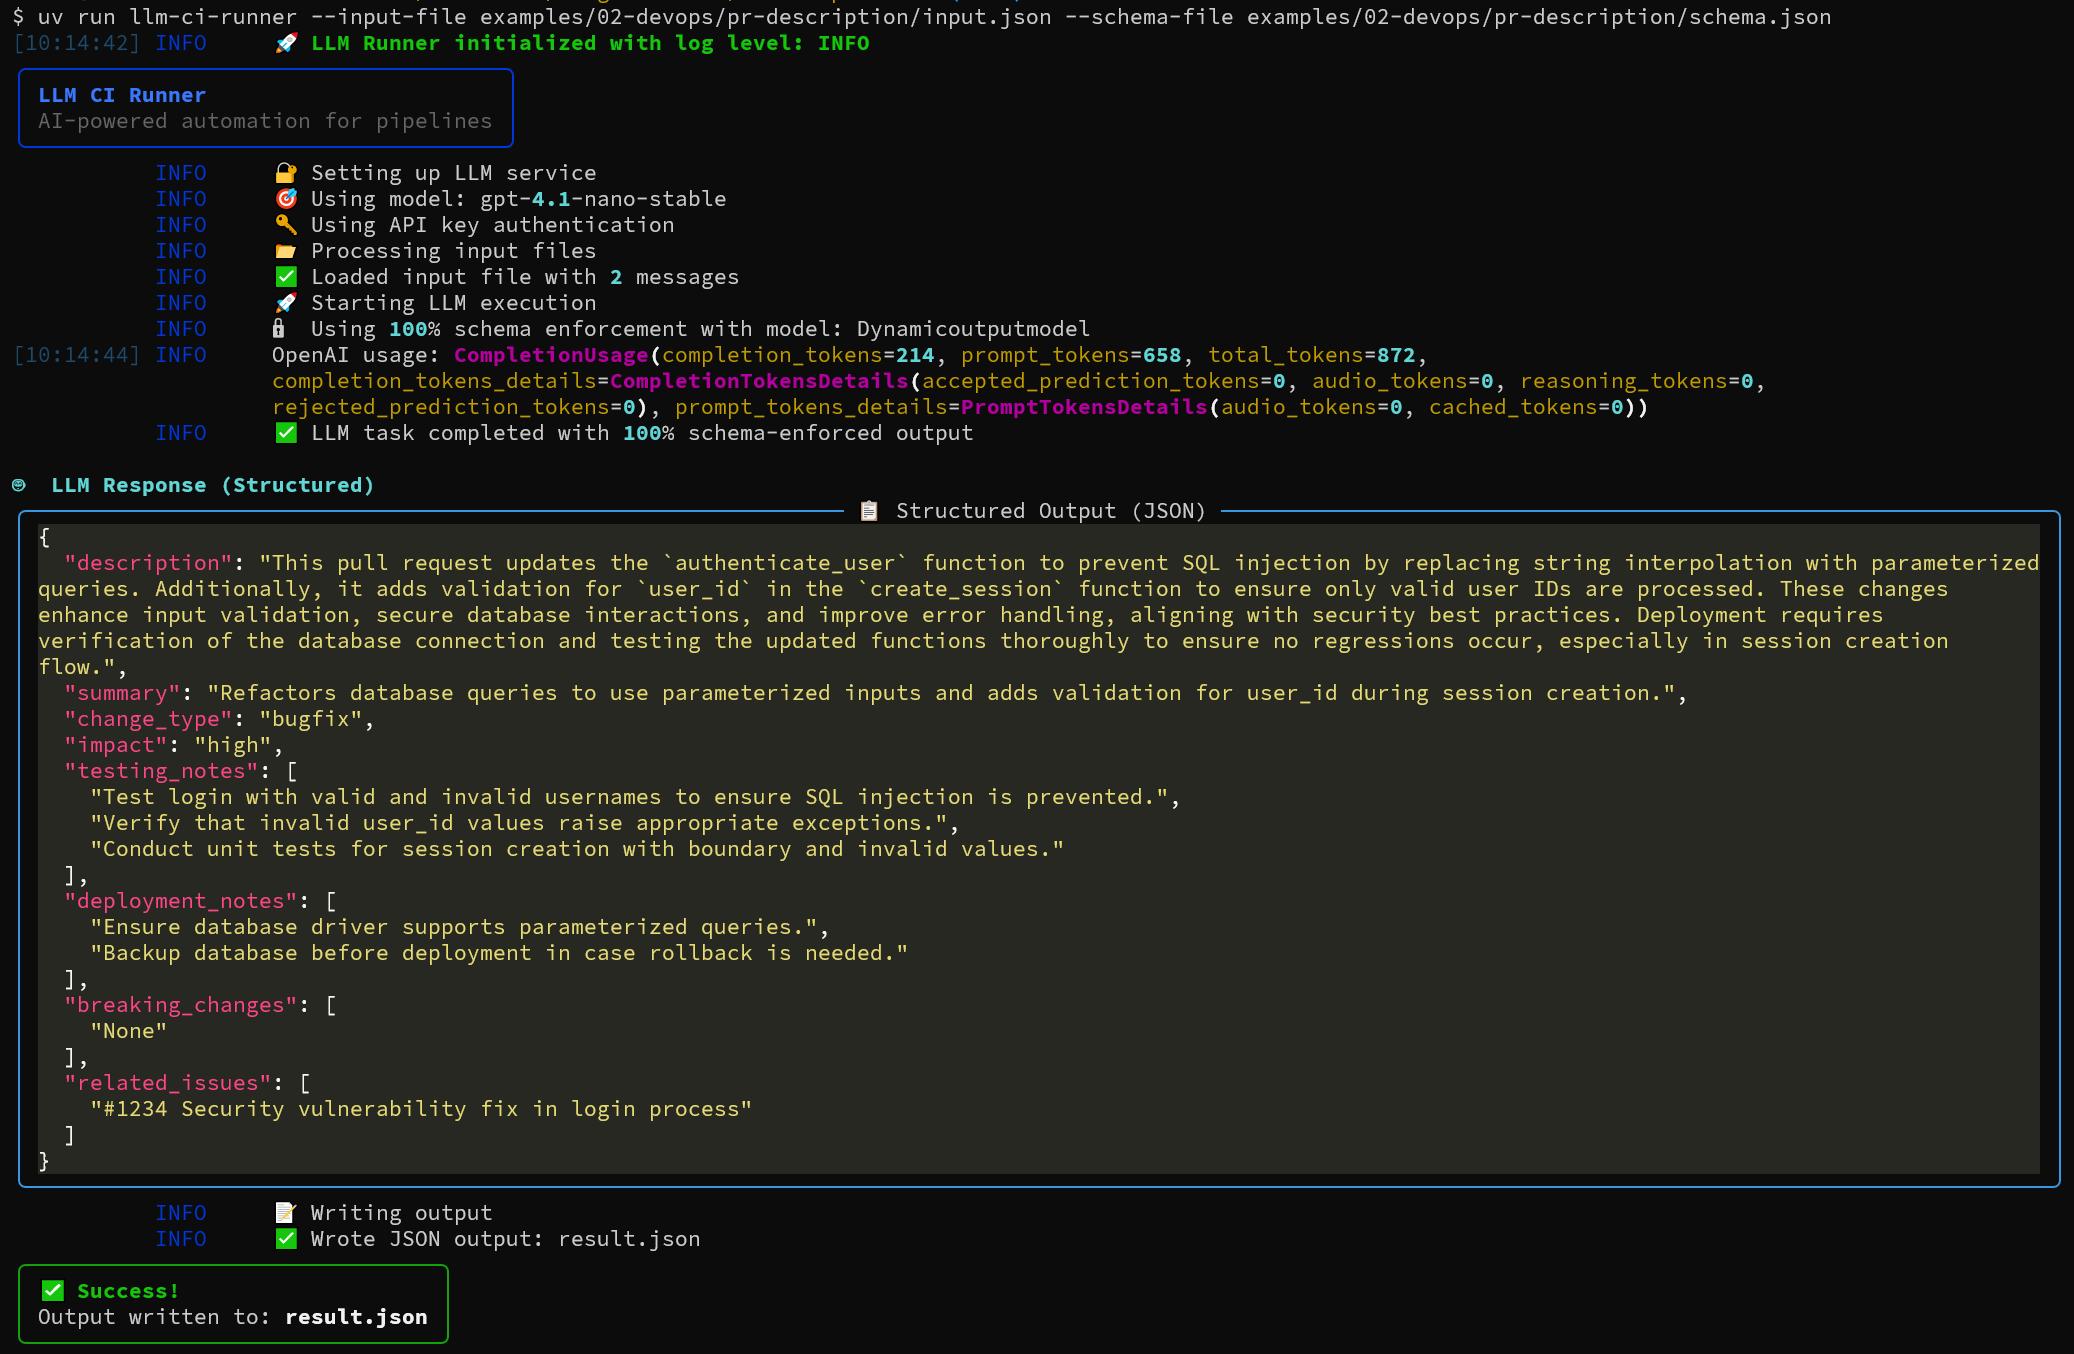 $ uv run llm-ci-runner --input-file examples/02-devops/pr-description/input.json --schema-file examples/02-devops/pr-description/schema.json
[10:14:42] INFO 🚀 LLM Runner initialized with log level: INFO
LLM CI Runner
AI-powered automation for pipelines
INFO 🔐 Setting up LLM service
INFO 🎯 Using model: gpt-4.1-nano-stable
INFO 🔑 Using API key authentication
INFO 📂 Processing input files
INFO ✅ Loaded input file with 2 messages
INFO 🚀 Starting LLM execution
INFO 🔒 Using 100% schema enforcement with model: Dynamicoutputmodel
[10:14:44] INFO OpenAI usage: CompletionUsage(completion_tokens=214, prompt_tokens=658, total_tokens=872,
completion_tokens_details=CompletionTokensDetails(accepted_prediction_tokens=0, audio_tokens=0, reasoning_tokens=0,
rejected_prediction_tokens=0), prompt_tokens_details=PromptTokensDetails(audio_tokens=0, cached_tokens=0))
INFO ✅ LLM task completed with 100% schema-enforced output
LLM Response (Structured)
📋 Structured Output (JSON)
{
  "description": "This pull request updates the `authenticate_user` function to prevent SQL injection by replacing string interpolation with parameterized
queries. Additionally, it adds validation for `user_id` in the `create_session` function to ensure only valid user IDs are processed. These changes
enhance input validation, secure database interactions, and improve error handling, aligning with security best practices. Deployment requires
verification of the database connection and testing the updated functions thoroughly to ensure no regressions occur, especially in session creation
flow.",
  "summary": "Refactors database queries to use parameterized inputs and adds validation for user_id during session creation.",
  "change_type": "bugfix",
  "impact": "high",
  "testing_notes": [
    "Test login with valid and invalid usernames to ensure SQL injection is prevented.",
    "Verify that invalid user_id values raise appropriate exceptions.",
    "Conduct unit tests for session creation with boundary and invalid values."
  ],
  "deployment_notes": [
    "Ensure database driver supports parameterized queries.",
    "Backup database before deployment in case rollback is needed."
  ],
  "breaking_changes": [
    "None"
  ],
  "related_issues": [
    "#1234 Security vulnerability fix in login process"
  ]
}
INFO 📝 Writing output
INFO ✅ Wrote JSON output: result.json
✅ Success!
Output written to: result.json